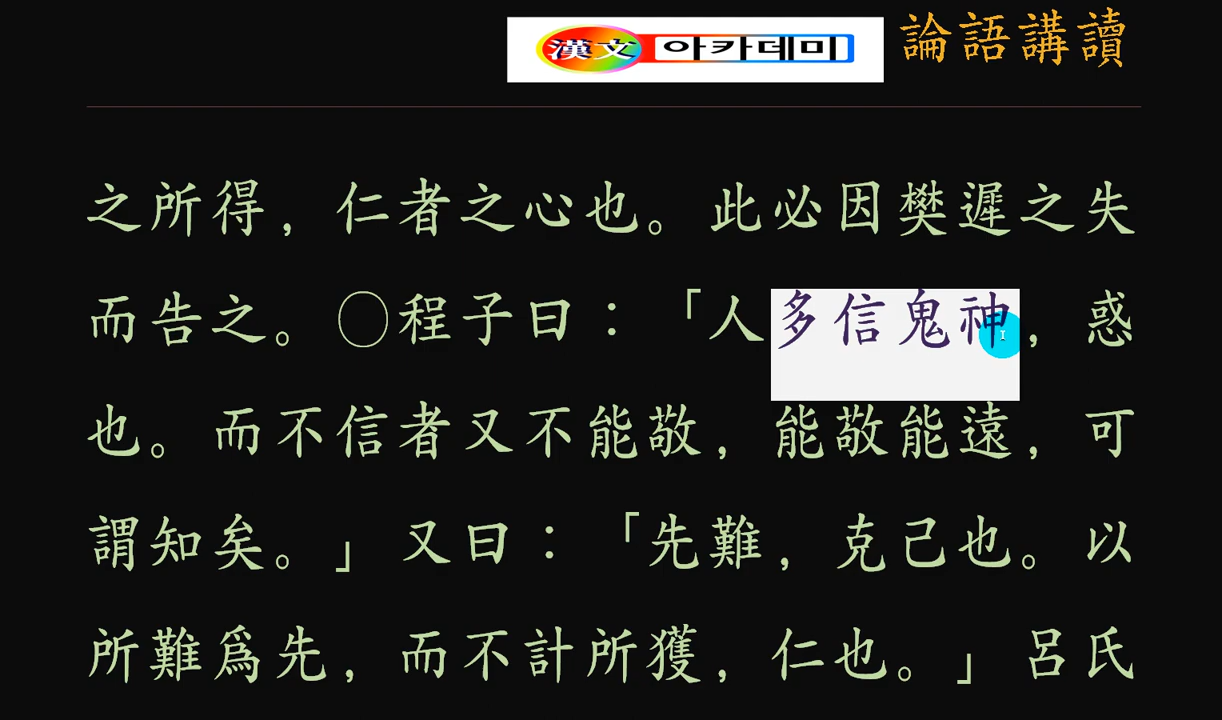 漢文 아카데미 論語講讀
之所得，仁者之心也。此必因樊遲之失
而告之。○程子曰：「人多信鬼神，惑
也。而不信者又不能敬，能敬能遠，可
謂知矣。」又曰：「先難，克己也。以
所難爲先，而不計所獲，仁也。」呂氏